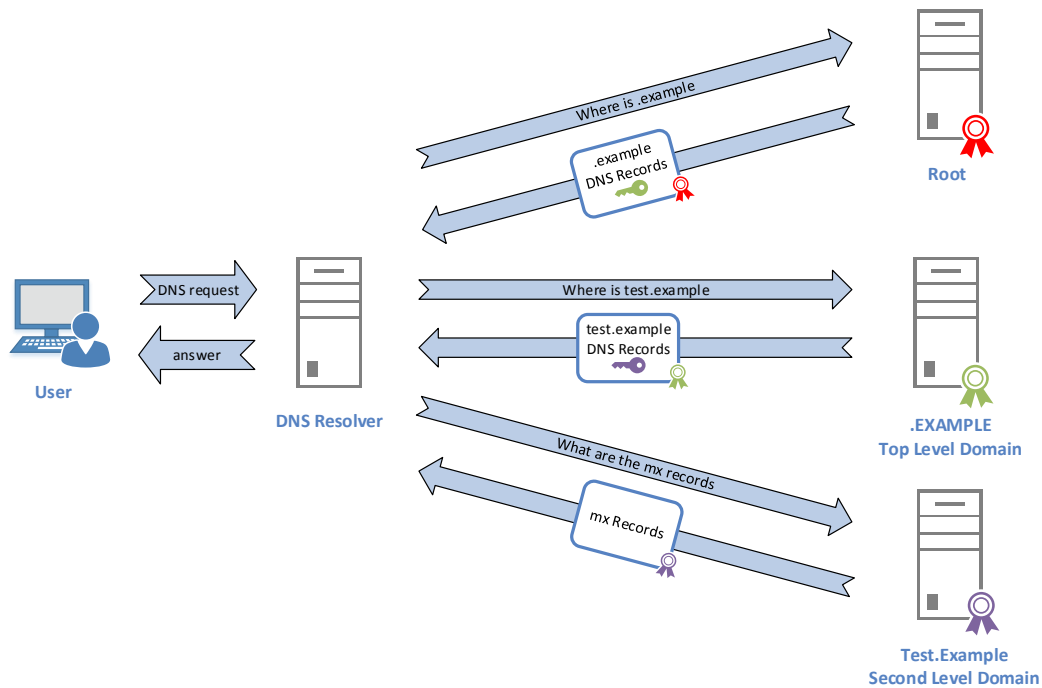 Where is .example
.example
DNS Records
Root
DNS request
answer
User
DNS Resolver
Where is test.example
test.example
DNS Records
.EXAMPLE
Top Level Domain
What are the mx records
mx Records
Test.Example
Second Level Domain